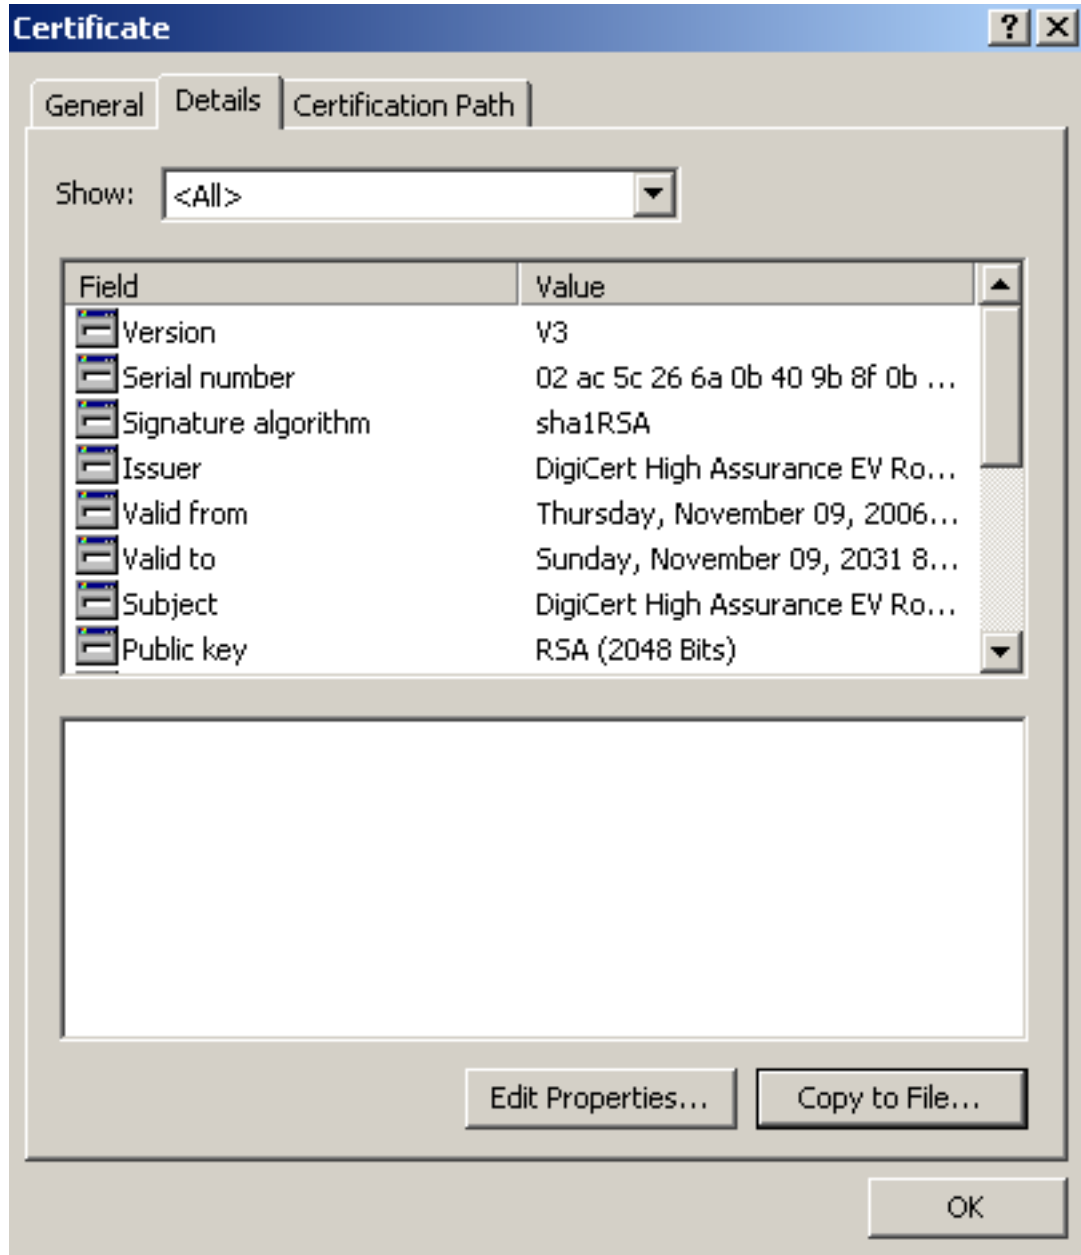 Certificate
General Details Certification Path
Show: <All>
Field Value
Version V3
Serial number 02 ac 5c 26 6a 0b 40 9b 8f 0b ...
Signature algorithm sha1RSA
Issuer DigiCert High Assurance EV Ro...
Valid from Thursday, November 09, 2006...
Valid to Sunday, November 09, 2031 8...
Subject DigiCert High Assurance EV Ro...
Public key RSA (2048 Bits)
Edit Properties... Copy to File...
OK